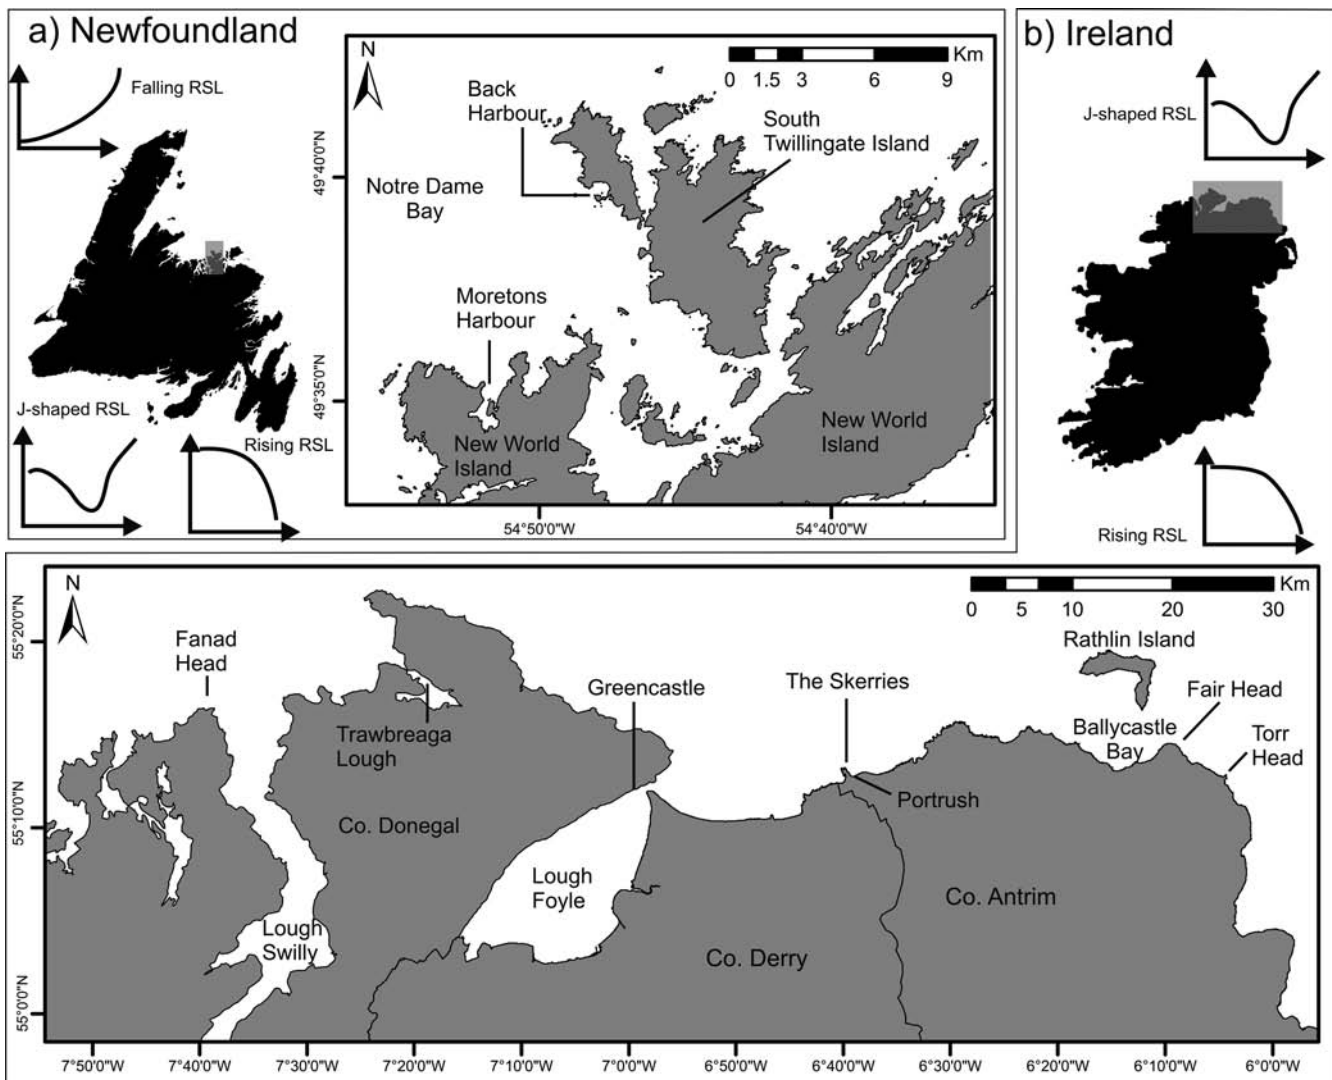 a) Newfoundland
Falling RSL
J-shaped RSL
Rising RSL
N
Km
0 1.5 3 6 9
Back
Harbour
South
Twillingate Island
Notre Dame
Bay
Moretons
Harbour
New World
Island
New World
Island
49°40'0"N
49°35'0"N
54°50'0"W 54°40'0"W
b) Ireland
J-shaped RSL
Rising RSL
N
Km
0 5 10 20 30
Fanad
Head
Trawbreaga
Lough
Greencastle
The Skerries
Rathlin Island
Fair Head
Ballycastle
Bay
Torr
Head
Portrush
Co. Donegal
Lough
Foyle
Lough
Swilly
Co. Derry
Co. Antrim
55°20'0"N
55°10'0"N
55°0'0"N
7°50'0"W 7°40'0"W 7°30'0"W 7°20'0"W 7°10'0"W 7°0'0"W 6°50'0"W 6°40'0"W 6°30'0"W 6°20'0"W 6°10'0"W 6°0'0"W